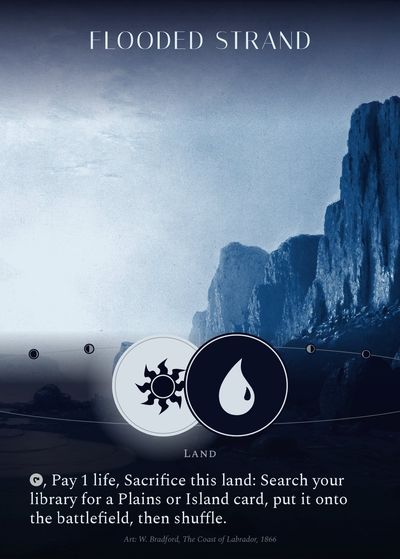 FLOODED STRAND
LAND
, Pay 1 life, Sacrifice this land: Search your
library for a Plains or Island card, put it onto
the battlefield, then shuffle.
Art: W. Bradford, The Coast of Labrador, 1866